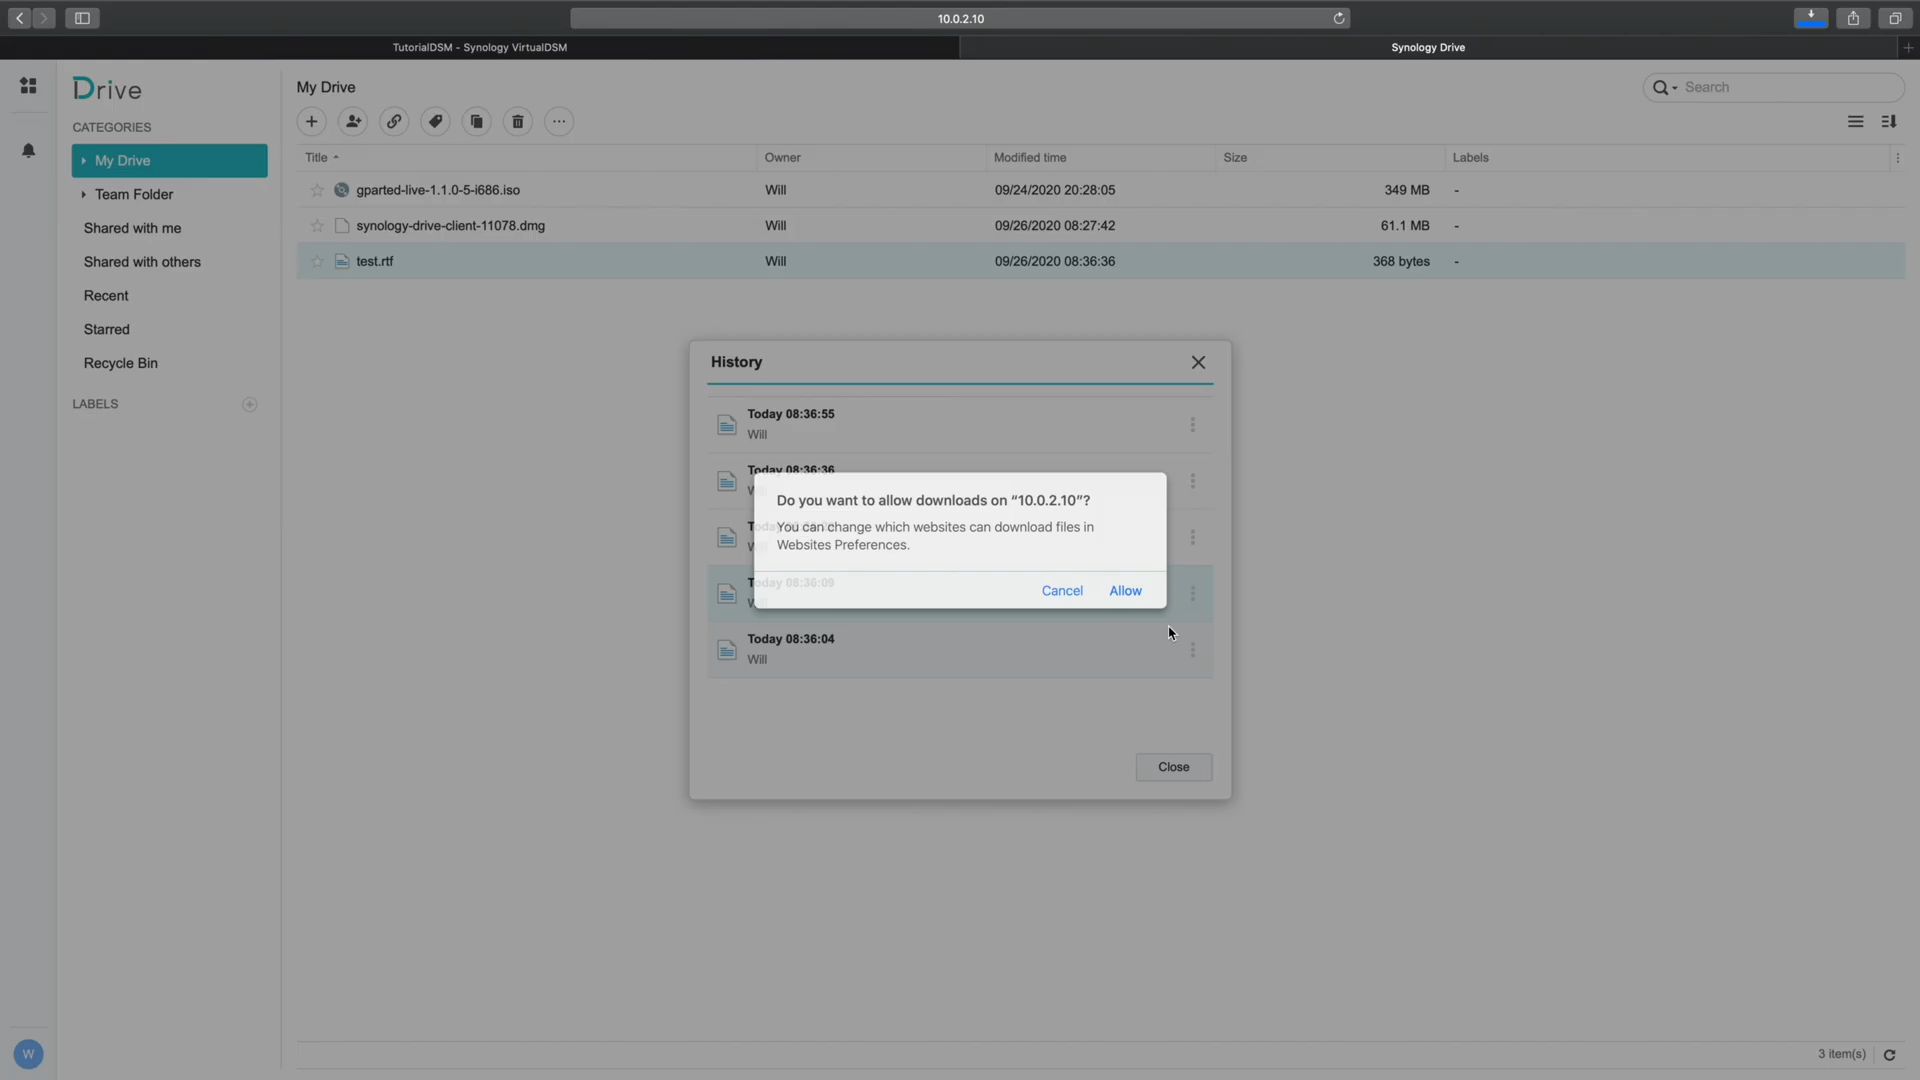 10.0.2.10
TutorialDSM - Synology VirtualDSM
Synology Drive
Drive
My Drive
Search
CATEGORIES
My Drive
Team Folder
Shared with me
Shared with others
Recent
Starred
Recycle Bin
LABELS
Title
Owner
Modified time
Size
Labels
gparted-live-1.1.0-5-i686.iso
Will
09/24/2020 20:28:05
349 MB
-
synology-drive-client-11078.dmg
Will
09/26/2020 08:27:42
61.1 MB
-
test.rtf
Will
09/26/2020 08:36:36
368 bytes
-
History
Today 08:36:55
Will
Today 08:36:36
Do you want to allow downloads on “10.0.2.10”?
You can change which websites can download files in
Websites Preferences.
Cancel
Allow
Today 08:36:09
Today 08:36:04
Will
Close
W
3 item(s)